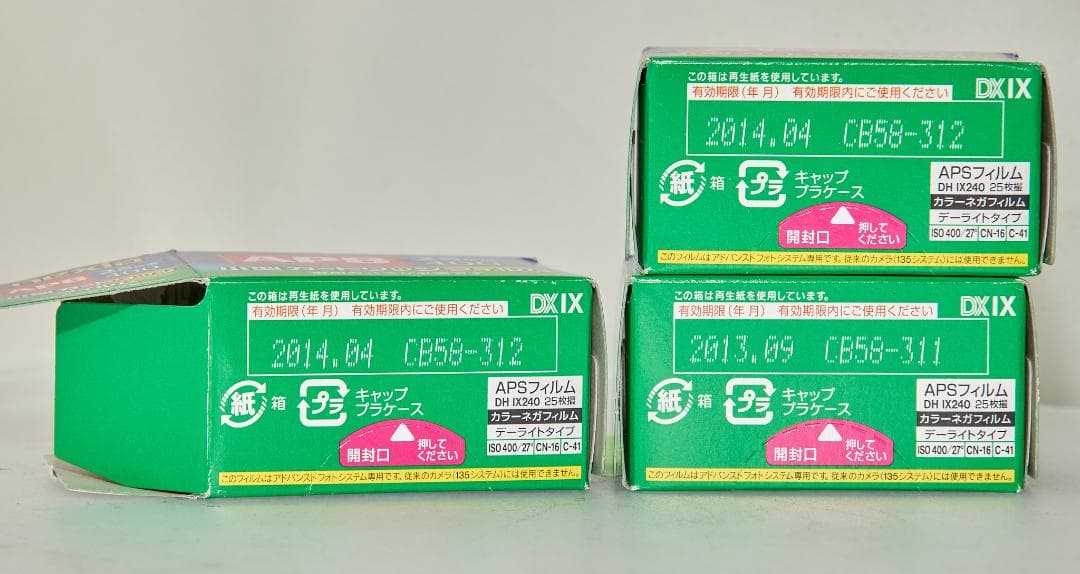 この箱は再生紙を使用しています。
有効期限(年 月) 有効期限内にご使用ください
DX IX
2014.04 CB58-312
紙 箱
プラ キャップ
プラケース
APSフィルム
DH IX240 25枚撮
カラーネガフィルム
デーライトタイプ
ISO 400/27° CN-16 C-41
開封口 押して
ください
このフィルムはアドバンストフォトシステム専用です。従来のカメラ(135システム)には使用できません。
APS
この箱は再生紙を使用しています。
有効期限(年 月) 有効期限内にご使用ください
DX IX
2014.04 CB58-312
紙 箱
プラ キャップ
プラケース
APSフィルム
DH IX240 25枚撮
カラーネガフィルム
デーライトタイプ
ISO 400/27° CN-16 C-41
開封口 押して
ください
このフィルムはアドバンストフォトシステム専用です。従来のカメラ(135システム)には使用できません。
この箱は再生紙を使用しています。
有効期限(年 月) 有効期限内にご使用ください
DX IX
2013.09 CB58-311
紙 箱
プラ キャップ
プラケース
APSフィルム
DH IX240 25枚撮
カラーネガフィルム
デーライトタイプ
ISO 400/27° CN-16 C-41
開封口 押して
ください
このフィルムはアドバンストフォトシステム専用です。従来のカメラ(135システム)には使用できません。